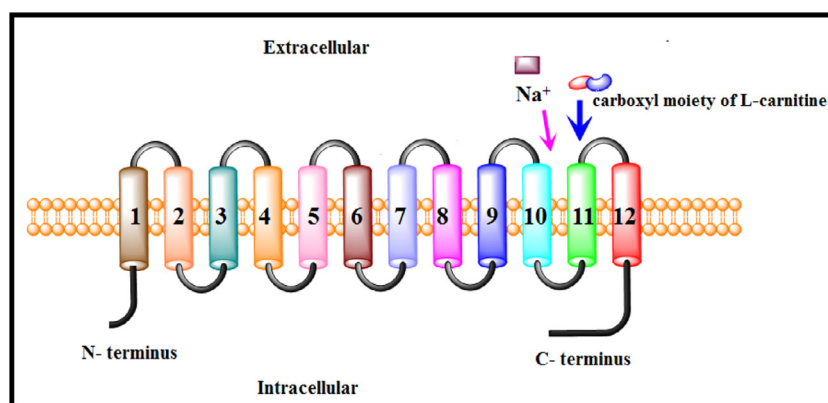 Extracellular
Na+
carboxyl moiety of L-carnitine
1 2 3 4 5 6 7 8 9 10 11 12
N- terminus
C- terminus
Intracellular